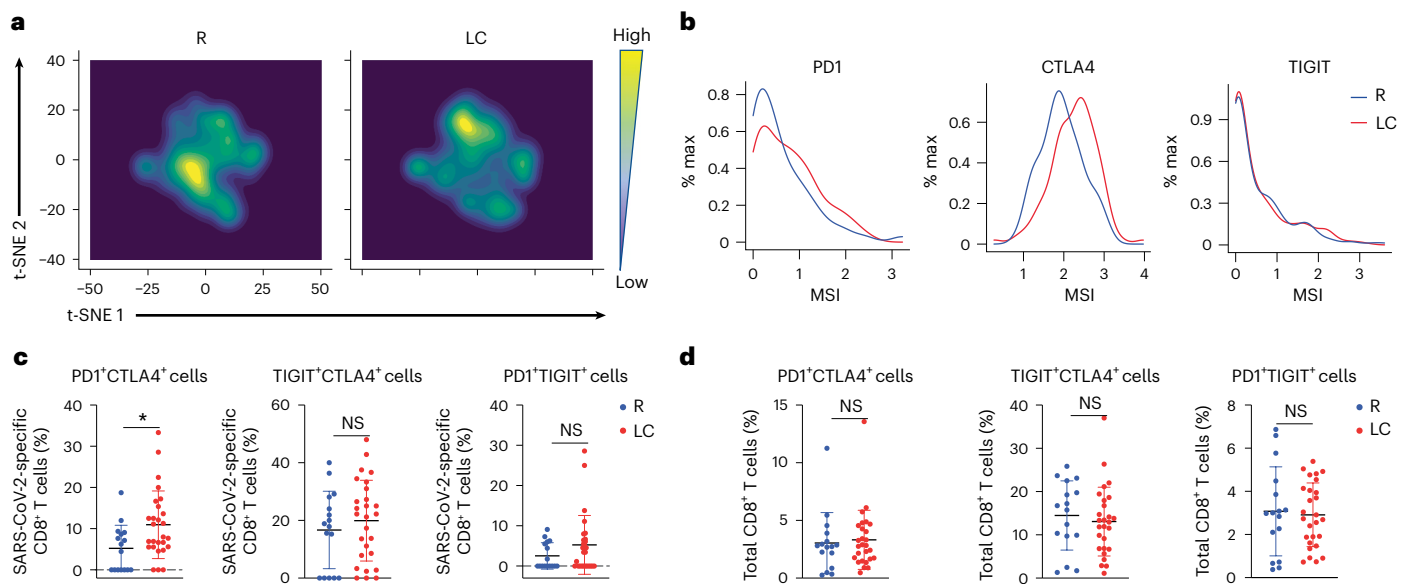 a
R
LC
High
Low
40
20
0
−20
−40
t-SNE 2
−50
−25
0
25
50
t-SNE 1
b
PD1
CTLA4
TIGIT
R
LC
% max
0.8
0.6
0.4
0.2
0
0
1
2
3
MSI
% max
0.6
0.4
0.2
0
1
2
3
4
MSI
% max
0.9
0.6
0.3
0
0
1
2
3
MSI
c
PD1⁺CTLA4⁺ cells
SARS-CoV-2-specific
CD8⁺ T cells (%)
40
30
20
10
0
*
TIGIT⁺CTLA4⁺ cells
SARS-CoV-2-specific
CD8⁺ T cells (%)
60
40
20
0
NS
PD1⁺TIGIT⁺ cells
SARS-CoV-2-specific
CD8⁺ T cells (%)
40
30
20
10
0
NS
R
LC
d
PD1⁺CTLA4⁺ cells
Total CD8⁺ T cells (%)
15
10
5
0
NS
TIGIT⁺CTLA4⁺ cells
Total CD8⁺ T cells (%)
40
30
20
10
0
NS
PD1⁺TIGIT⁺ cells
Total CD8⁺ T cells (%)
8
6
4
2
0
NS
R
LC